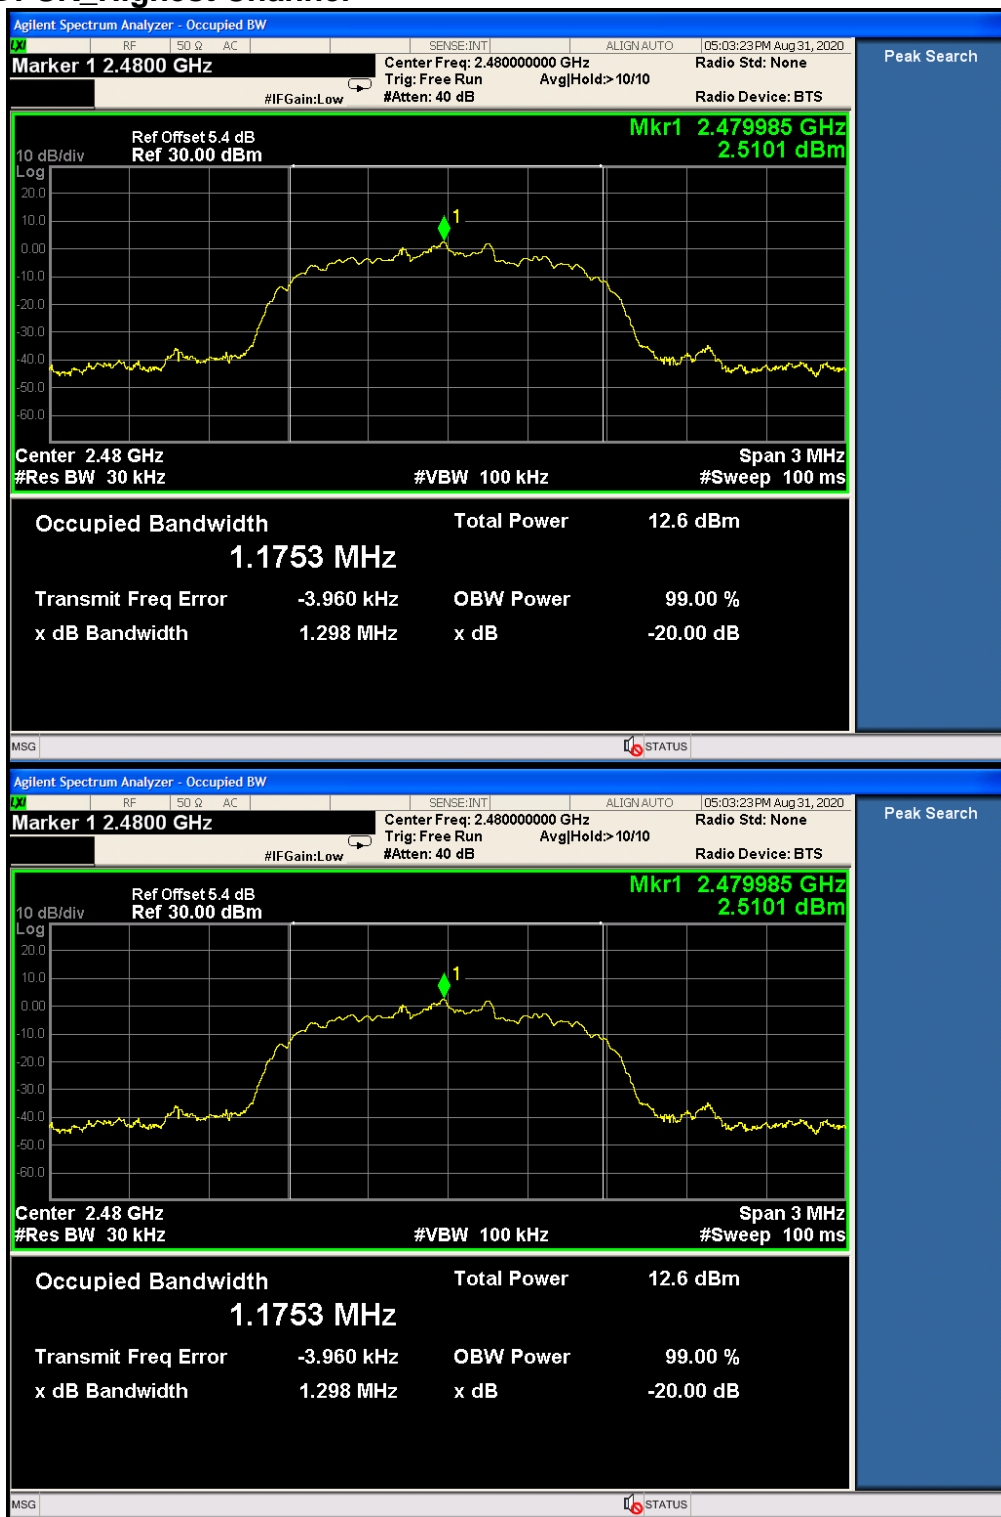 Agilent Spectrum Analyzer - Occupied BW
LXI RF 50 Ω AC SENSE:INT ALIGN AUTO 05:03:23 PM Aug 31, 2020
Marker 1 2.4800 GHz Center Freq: 2.480000000 GHz Radio Std: None Peak Search
Trig: Free Run Avg|Hold:>10/10
#IFGain:Low #Atten: 40 dB Radio Device: BTS
Mkr1 2.479985 GHz
2.5101 dBm
Ref Offset 5.4 dB
10 dB/div Ref 30.00 dBm
Log
20.0
10.0
0.00
-10.0
-20.0
-30.0
-40.0
-50.0
-60.0
1
Center 2.48 GHz Span 3 MHz
#Res BW 30 kHz #VBW 100 kHz #Sweep 100 ms
Occupied Bandwidth Total Power 12.6 dBm
1.1753 MHz
Transmit Freq Error -3.960 kHz OBW Power 99.00 %
x dB Bandwidth 1.298 MHz x dB -20.00 dB
MSG STATUS
Agilent Spectrum Analyzer - Occupied BW
LXI RF 50 Ω AC SENSE:INT ALIGN AUTO 05:03:23 PM Aug 31, 2020
Marker 1 2.4800 GHz Center Freq: 2.480000000 GHz Radio Std: None Peak Search
Trig: Free Run Avg|Hold:>10/10
#IFGain:Low #Atten: 40 dB Radio Device: BTS
Mkr1 2.479985 GHz
2.5101 dBm
Ref Offset 5.4 dB
10 dB/div Ref 30.00 dBm
Log
20.0
10.0
0.00
-10.0
-20.0
-30.0
-40.0
-50.0
-60.0
1
Center 2.48 GHz Span 3 MHz
#Res BW 30 kHz #VBW 100 kHz #Sweep 100 ms
Occupied Bandwidth Total Power 12.6 dBm
1.1753 MHz
Transmit Freq Error -3.960 kHz OBW Power 99.00 %
x dB Bandwidth 1.298 MHz x dB -20.00 dB
MSG STATUS